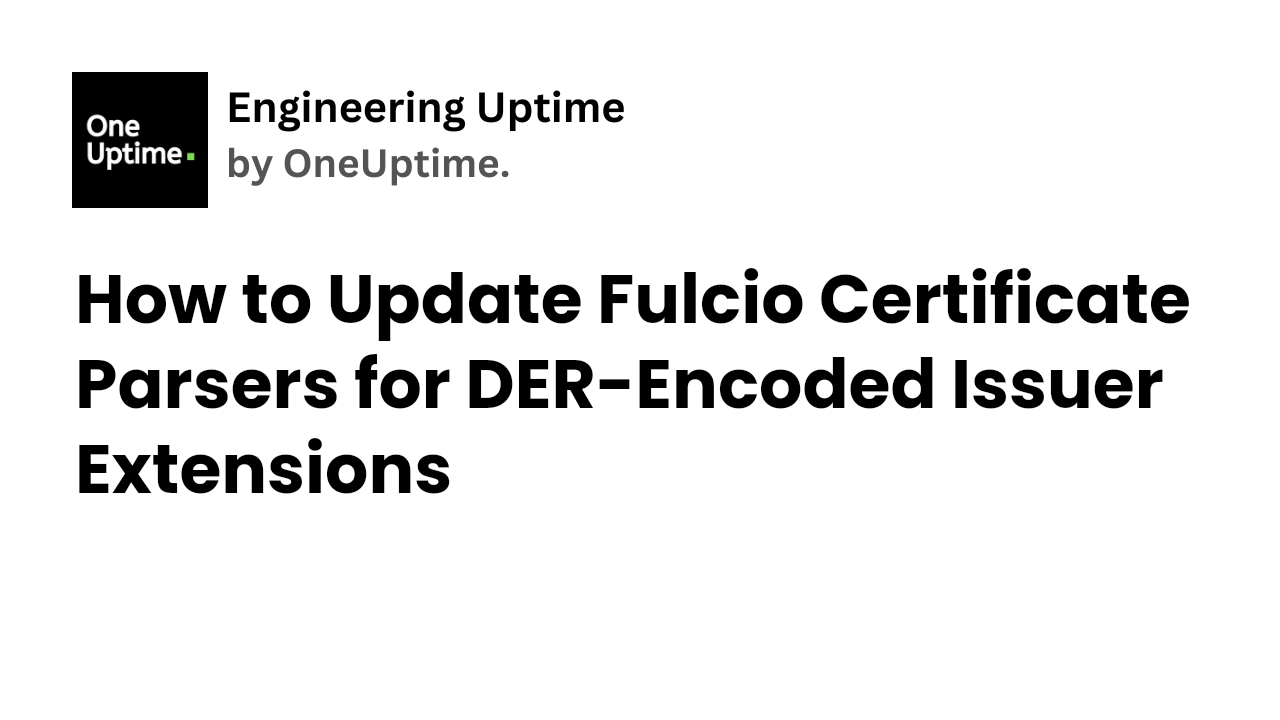 One
Uptime.
Engineering Uptime
by OneUptime.
How to Update Fulcio Certificate
Parsers for DER-Encoded Issuer
Extensions